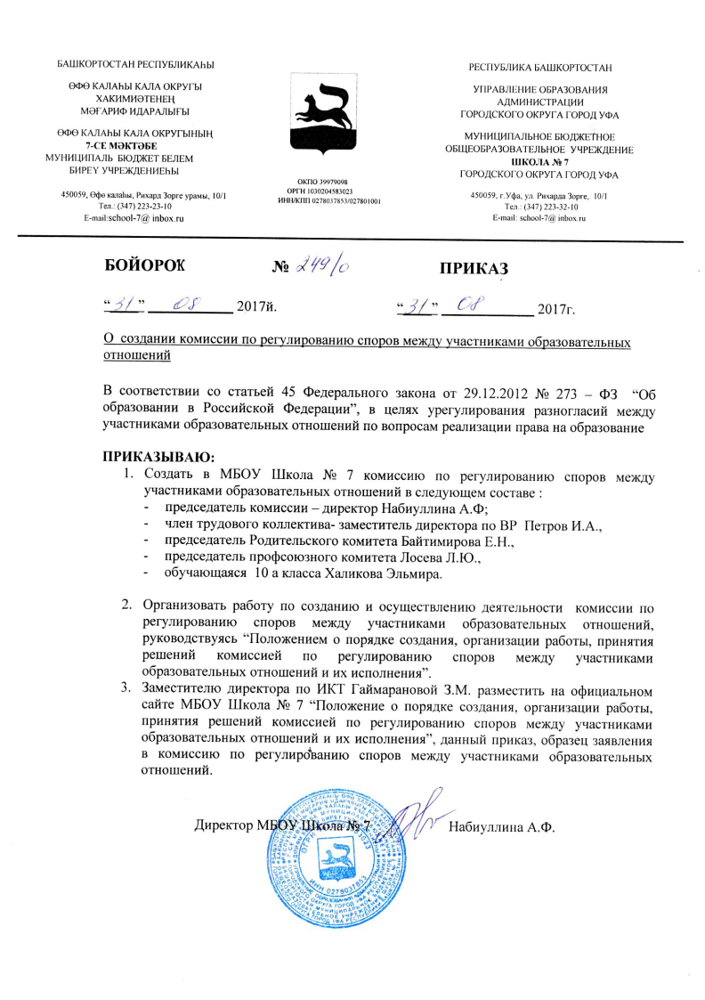 БАШКОРТОСТАН РЕСПУБЛИКАҺЫ
ӨФӨ КАЛАҺЫ КАЛА ОКРУГЫ
ХАКИМИӘТЕНЕҢ
МӘҒАРИФ ИДАРАЛЫҒЫ
ӨФӨ КАЛАҺЫ КАЛА ОКРУГЫНЫҢ
7-СЕ МӘКТӘБЕ
МУНИЦИПАЛЬ БЮДЖЕТ БЕЛЕМ
БИРЕҮ УЧРЕЖДЕНИЕҺЫ
450059, Өфө калаһы, Рихард Зорге урамы, 10/1
Тел.: (347) 223-23-10
E-mail:school-7@ inbox.ru
ОКПО 39979098
ОРГН 1030204583023
ИНН/КПП 0278037853/027801001
РЕСПУБЛИКА БАШКОРТОСТАН
УПРАВЛЕНИЕ ОБРАЗОВАНИЯ
АДМИНИСТРАЦИИ
ГОРОДСКОГО ОКРУГА ГОРОД УФА
МУНИЦИПАЛЬНОЕ БЮДЖЕТНОЕ
ОБЩЕОБРАЗОВАТЕЛЬНОЕ УЧРЕЖДЕНИЕ
ШКОЛА № 7
ГОРОДСКОГО ОКРУГА ГОРОД УФА
450059, г.Уфа, ул. Рихарда Зорге, 10/1
Тел.: (347) 223-32-10
E-mail: school-7@ inbox.ru
БОЙОРОҠ № 249/о ПРИКАЗ
“31” 08 2017й. “31” 08 2017г.
О создании комиссии по регулированию споров между участниками образовательных
отношений
В соответствии со статьей 45 Федерального закона от 29.12.2012 № 273 – ФЗ “Об
образовании в Российской Федерации”, в целях урегулирования разногласий между
участниками образовательных отношений по вопросам реализации права на образование
ПРИКАЗЫВАЮ:
1. Создать в МБОУ Школа № 7 комиссию по регулированию споров между
участниками образовательных отношений в следующем составе :
- председатель комиссии – директор Набиуллина А.Ф;
- член трудового коллектива- заместитель директора по ВР Петров И.А.,
- председатель Родительского комитета Байтимирова Е.Н.,
- председатель профсоюзного комитета Лосева Л.Ю.,
- обучающаяся 10 а класса Халикова Эльмира.
2. Организовать работу по созданию и осуществлению деятельности комиссии по
регулированию споров между участниками образовательных отношений,
руководствуясь “Положением о порядке создания, организации работы, принятия
решений комиссией по регулированию споров между участниками
образовательных отношений и их исполнения”.
3. Заместителю директора по ИКТ Гаймарановой З.М. разместить на официальном
сайте МБОУ Школа № 7 “Положение о порядке создания, организации работы,
принятия решений комиссией по регулированию споров между участниками
образовательных отношений и их исполнения”, данный приказ, образец заявления
в комиссию по регулированию споров между участниками образовательных
отношений.
Директор МБОУ Школа № 7 Набиуллина А.Ф.
ИНН 0278037853